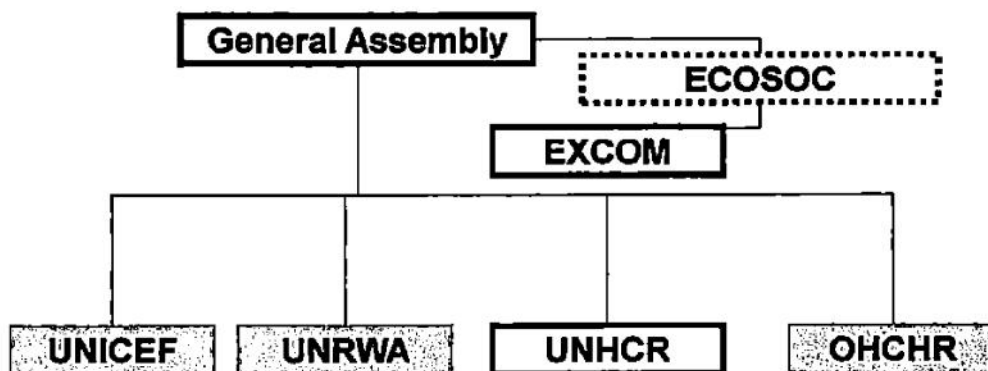 General Assembly
ECOSOC
EXCOM
UNICEF
UNRWA
UNHCR
OHCHR